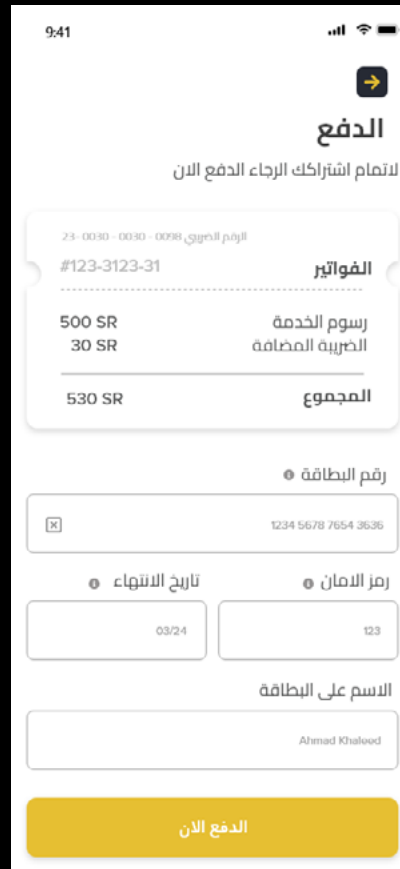 9:41
الدفع
لاتمام اشتراكك الرجاء الدفع الان
الرقم الضريبي 0098 - 0030 - 0030 -23
الفواتير #123-3123-31
رسوم الخدمة 500 SR
الضريبة المضافة 30 SR
المجموع 530 SR
رقم البطاقة
1234 5678 7654 3636
رمز الامان تاريخ الانتهاء
123 03/24
الاسم على البطاقة
Ahmad Khaleed
الدفع الان